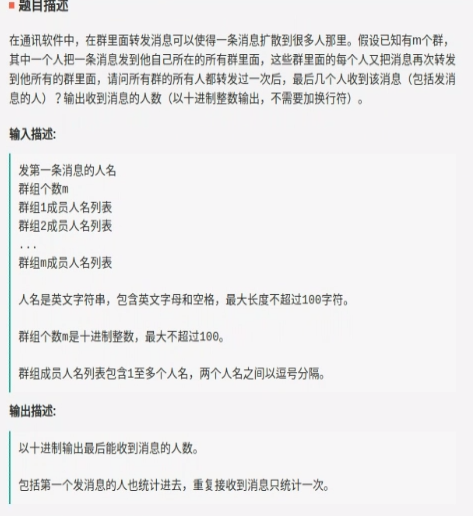 题目描述
在通讯软件中，在群里面转发消息可以使得一条消息扩散到很多人那里。假设已知有m个群，
其中一个人把一条消息发到他自己所在的所有群里面，这些群里面的每个人又把消息再次转发
到他所有的群里面，请问所有群的所有人都转发过一次后，最后几个人收到该消息（包括发消
息的人）？输出收到消息的人数（以十进制整数输出，不需要加换行符）。
输入描述:
发第一条消息的人名
群组个数m
群组1成员人名列表
群组2成员人名列表
...
群组m成员人名列表
人名是英文字符串，包含英文字母和空格，最大长度不超过100字符。
群组个数m是十进制整数，最大不超过100。
群组成员人名列表包含1至多个人名，两个人名之间以逗号分隔。
输出描述:
以十进制输出最后能收到消息的人数。
包括第一个发消息的人也统计进去，重复接收到消息只统计一次。